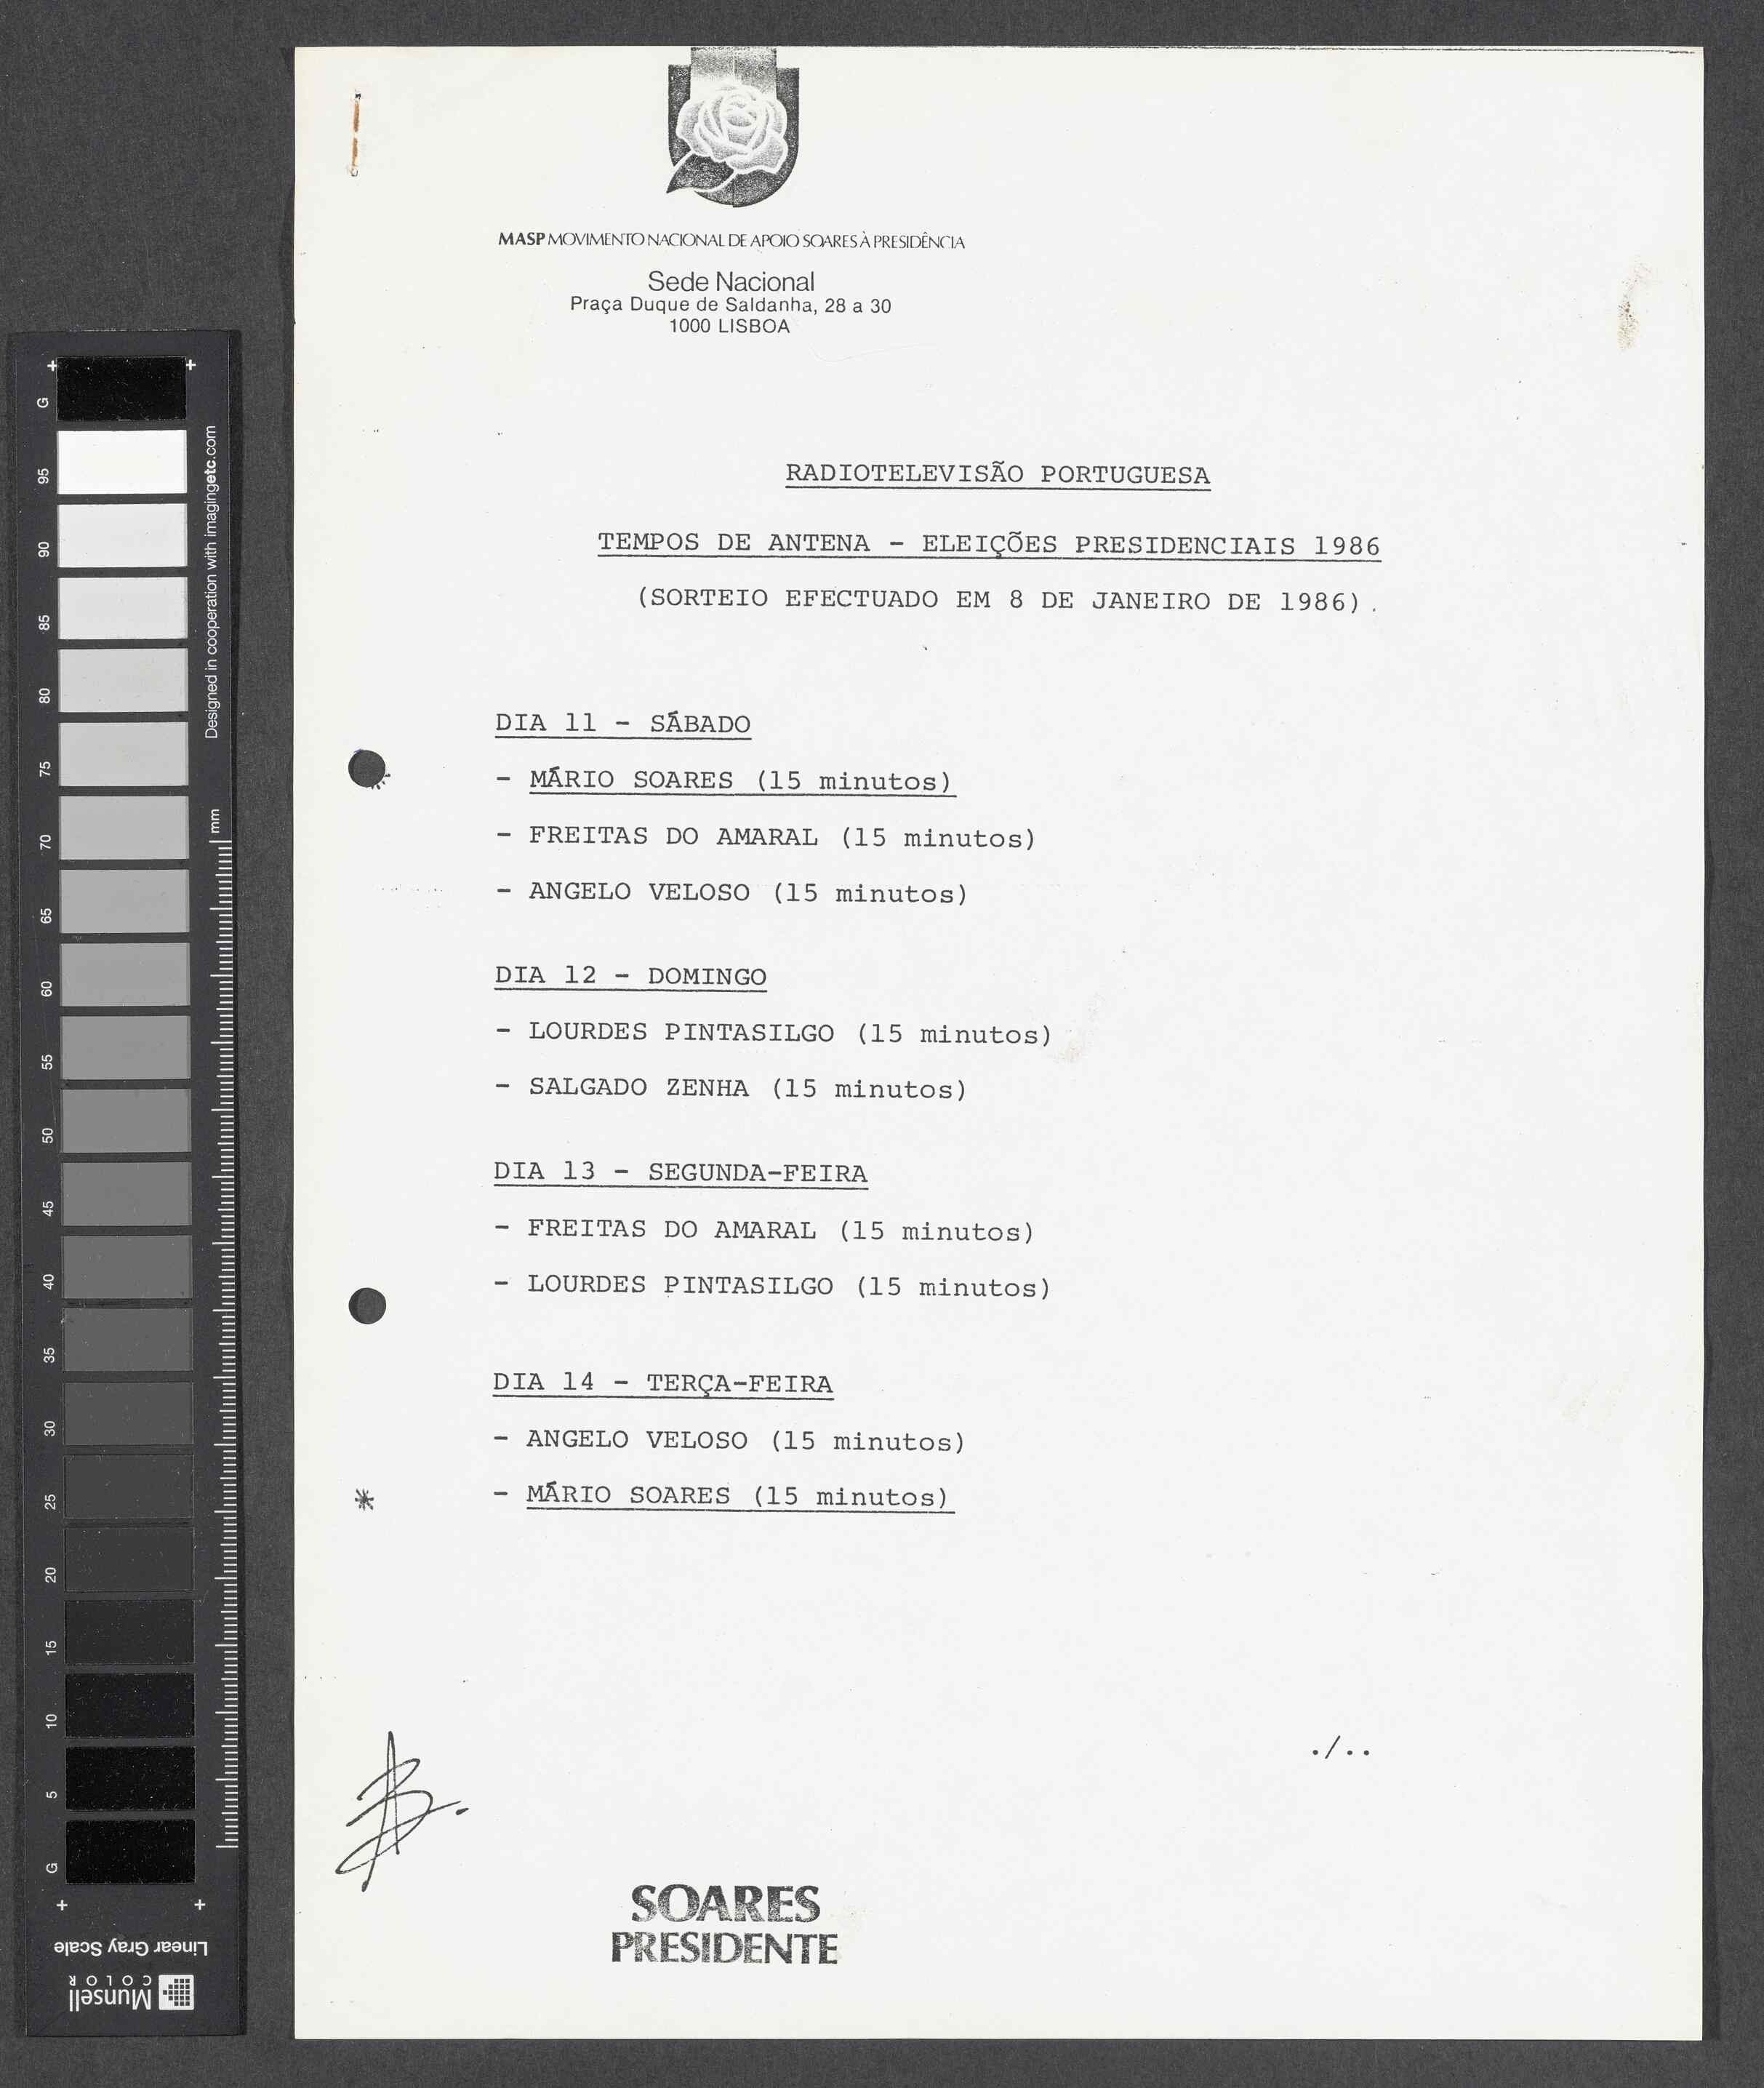 MASP MOVIMENTO NACIONAL DE APOIO SOARES À PRESIDÊNCIA
Sede Nacional
Praça Duque de Saldanha, 28 a 30
1000 LISBOA
RADIOTELEVISÃO PORTUGUESA
TEMPOS DE ANTENA - ELEIÇÕES PRESIDENCIAIS 1986
(SORTEIO EFECTUADO EM 8 DE JANEIRO DE 1986).
DIA 11 - SÁBADO
- MÁRIO SOARES (15 minutos)
- FREITAS DO AMARAL (15 minutos)
- ANGELO VELOSO (15 minutos)
DIA 12 - DOMINGO
- LOURDES PINTASILGO (15 minutos)
- SALGADO ZENHA (15 minutos)
DIA 13 - SEGUNDA-FEIRA
- FREITAS DO AMARAL (15 minutos)
- LOURDES PINTASILGO (15 minutos)
DIA 14 - TERÇA-FEIRA
- ANGELO VELOSO (15 minutos)
* - MÁRIO SOARES (15 minutos)
./..
SOARES
PRESIDENTE
G
95
90
85
80
75
70
65
60
55
50
45
40
35
30
25
20
15
10
5
G
Designed in cooperation with imagingetc.com
mm
Linear Gray Scale
Munsell
COLOR